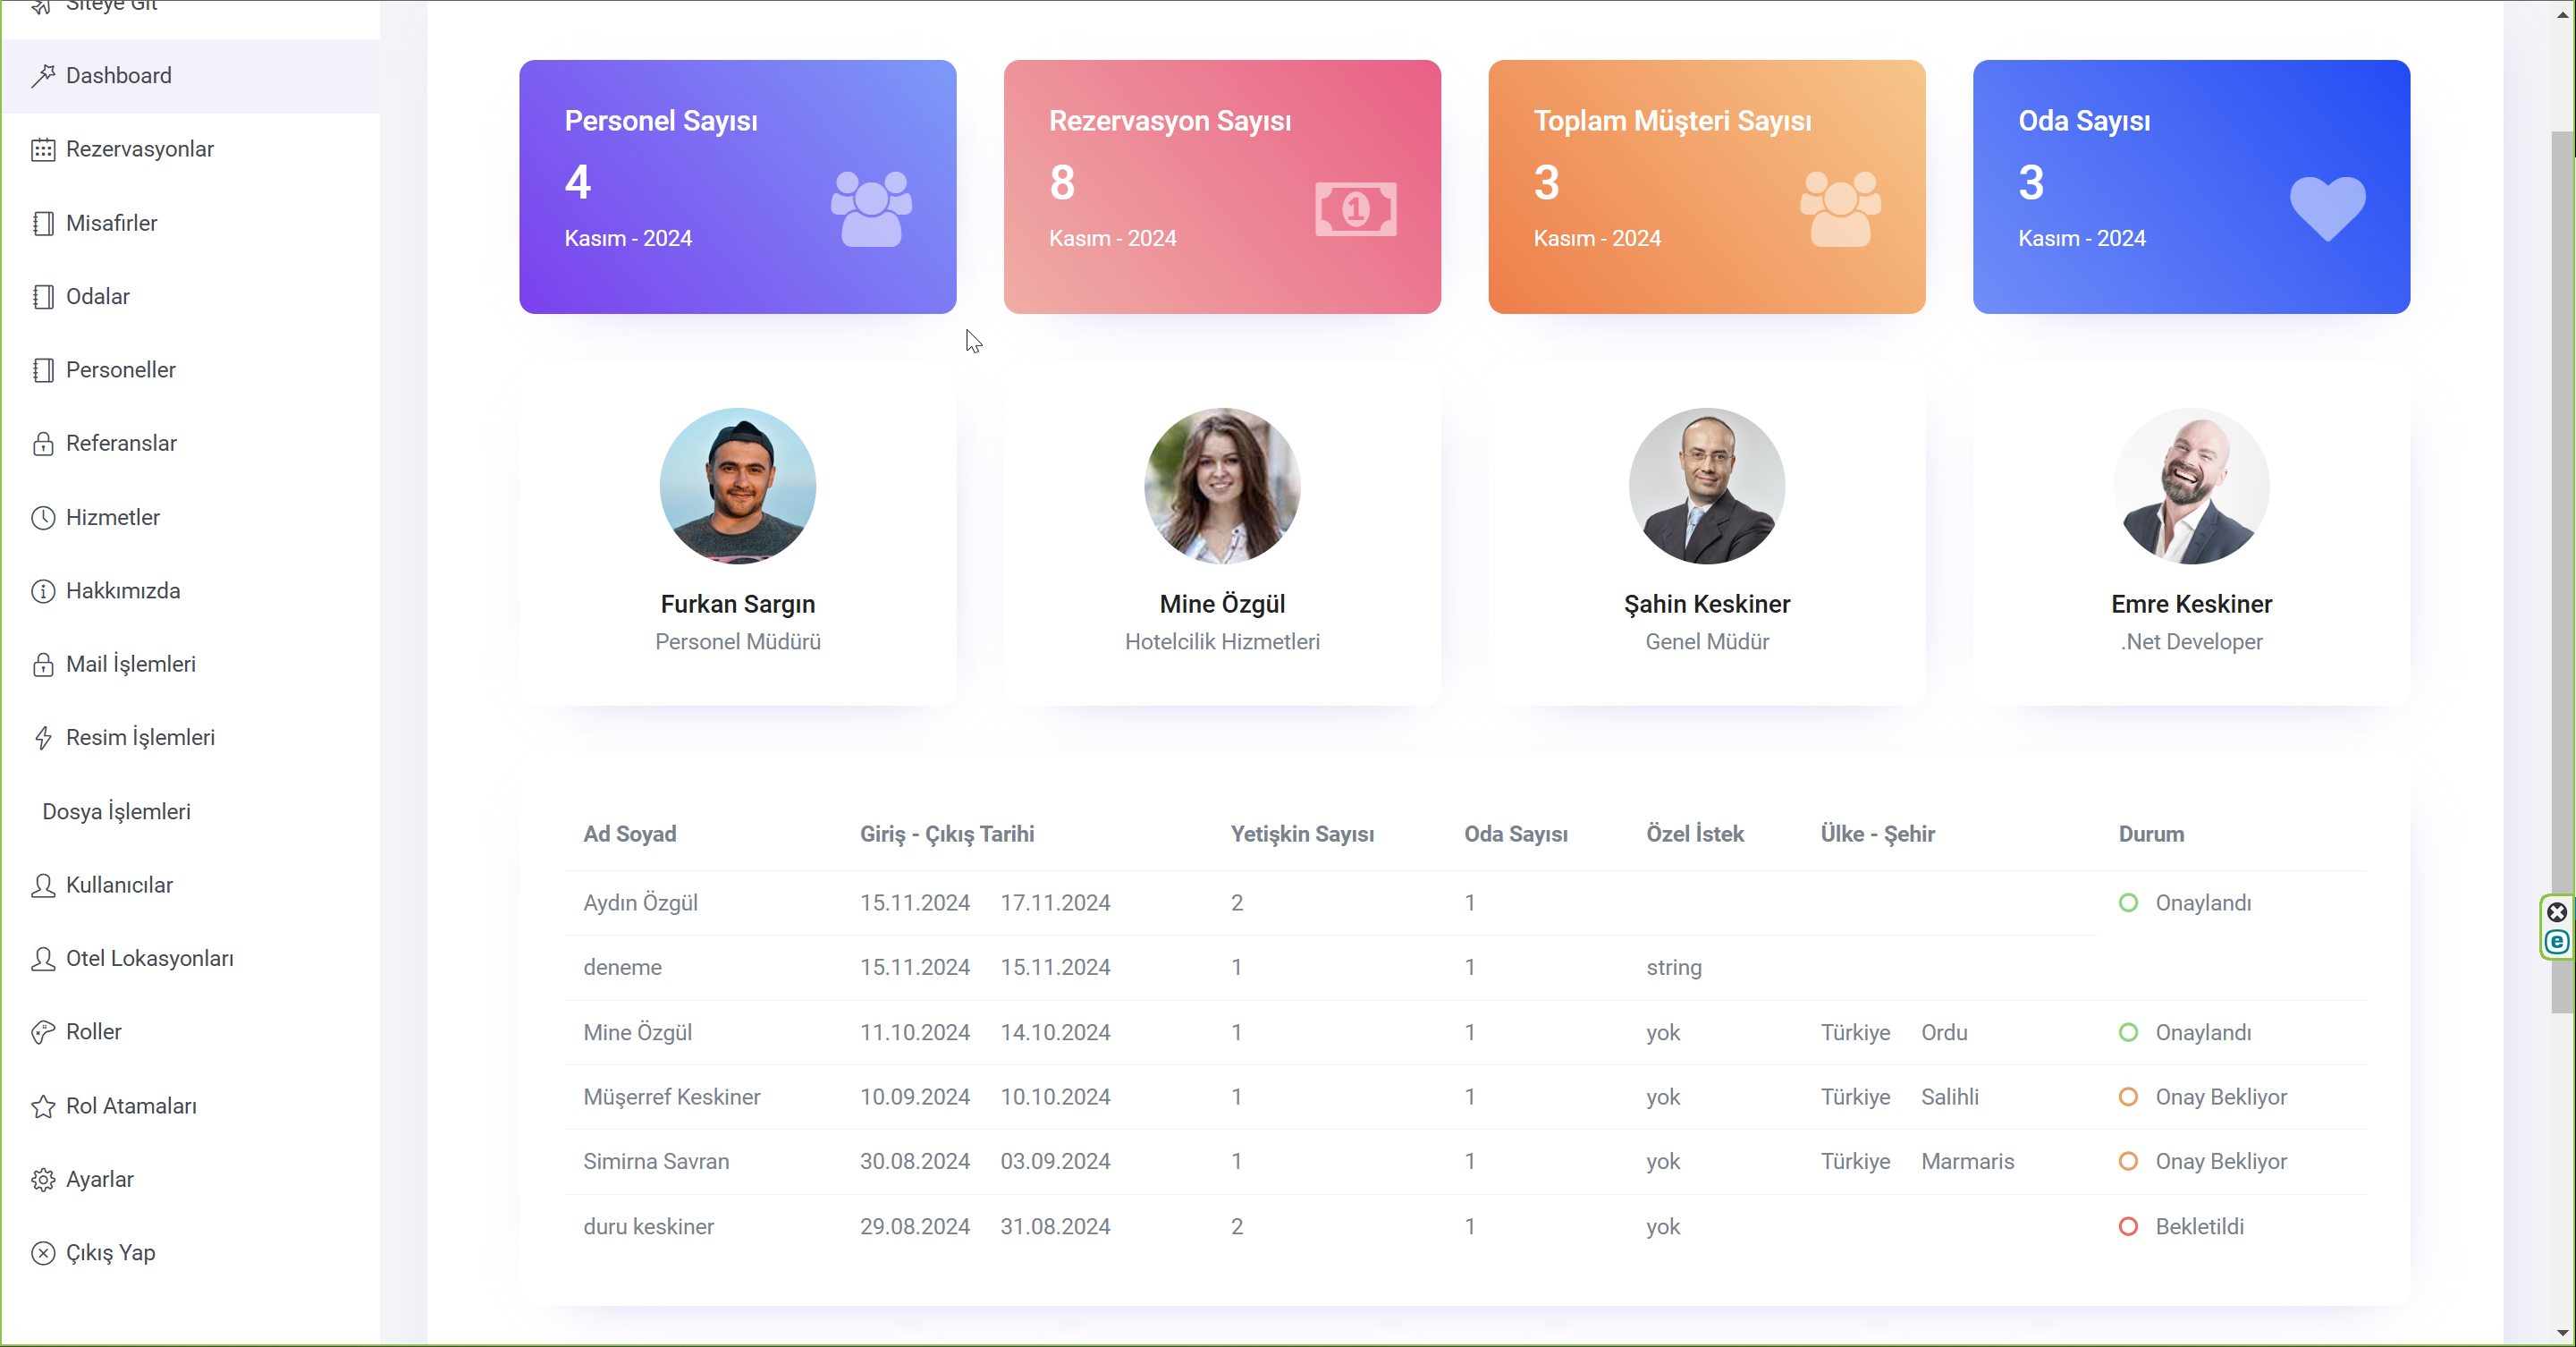 Siteye Git
Dashboard
Rezervasyonlar
Misafirler
Odalar
Personeller
Referanslar
Hizmetler
Hakkımızda
Mail İşlemleri
Resim İşlemleri
Dosya İşlemleri
Kullanıcılar
Otel Lokasyonları
Roller
Rol Atamaları
Ayarlar
Çıkış Yap
Personel Sayısı
4
Kasım - 2024
Rezervasyon Sayısı
8
Kasım - 2024
1
Toplam Müşteri Sayısı
3
Kasım - 2024
Oda Sayısı
3
Kasım - 2024
Furkan Sargın
Personel Müdürü
Mine Özgül
Hotelcilik Hizmetleri
Şahin Keskiner
Genel Müdür
Emre Keskiner
.Net Developer
Ad Soyad Giriş - Çıkış Tarihi Yetişkin Sayısı Oda Sayısı Özel İstek Ülke - Şehir Durum
Aydın Özgül 15.11.2024 17.11.2024 2 1 Onaylandı
deneme 15.11.2024 15.11.2024 1 1 string
Mine Özgül 11.10.2024 14.10.2024 1 1 yok Türkiye Ordu Onaylandı
Müşerref Keskiner 10.09.2024 10.10.2024 1 1 yok Türkiye Salihli Onay Bekliyor
Simirna Savran 30.08.2024 03.09.2024 1 1 yok Türkiye Marmaris Onay Bekliyor
duru keskiner 29.08.2024 31.08.2024 2 1 yok Bekletildi
e